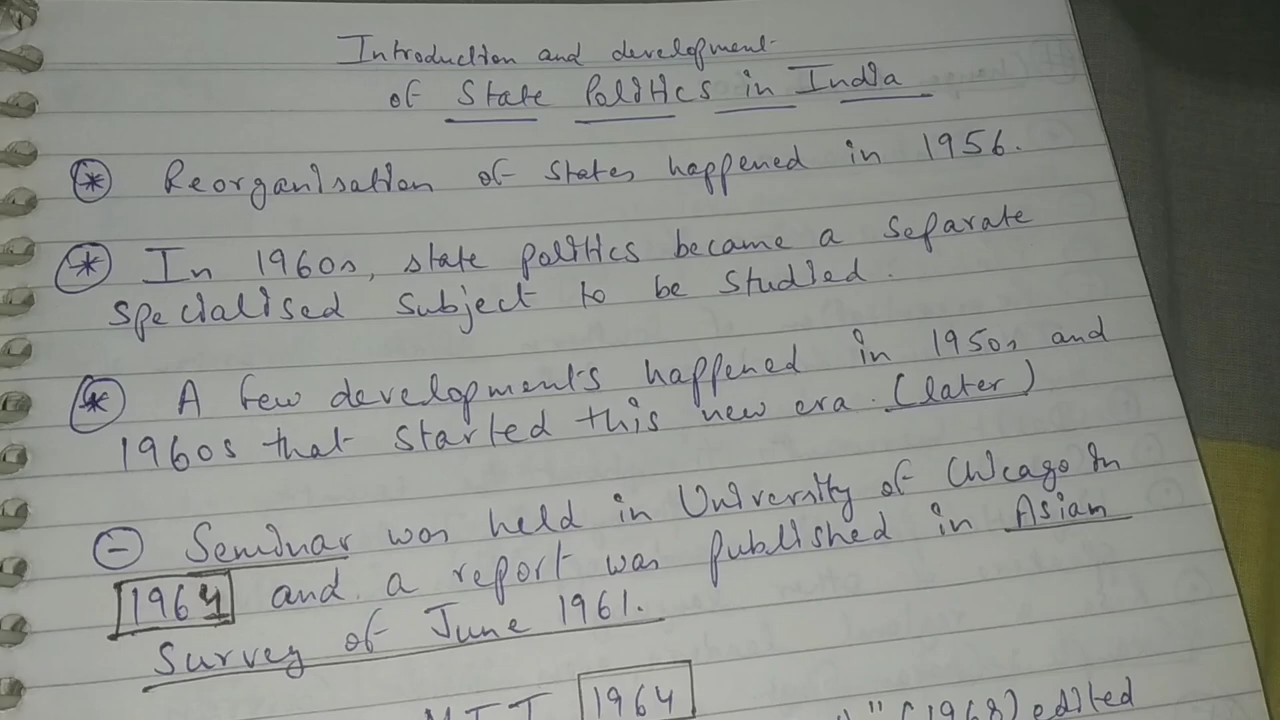 Introduction and development
of State Politics in India
* Reorganisation of states happened in 1956.
* In 1960s, state politics became a separate
specialised subject to be studied.
* A few developments happened in 1950s and
1960s that started this new era. (later)
- Seminar was held in University of Chicago in
1964 and a report was published in Asian
Survey of June 1961.
MIT 1964
" (1968) edited